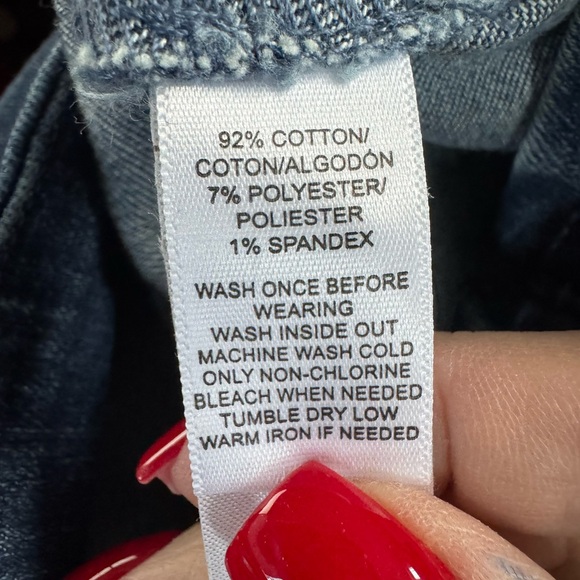 92% COTTON/
COTON/ALGODÓN
7% POLYESTER/
POLIESTER
1% SPANDEX
WASH ONCE BEFORE
WEARING
WASH INSIDE OUT
MACHINE WASH COLD
ONLY NON-CHLORINE
BLEACH WHEN NEEDED
TUMBLE DRY LOW
WARM IRON IF NEEDED